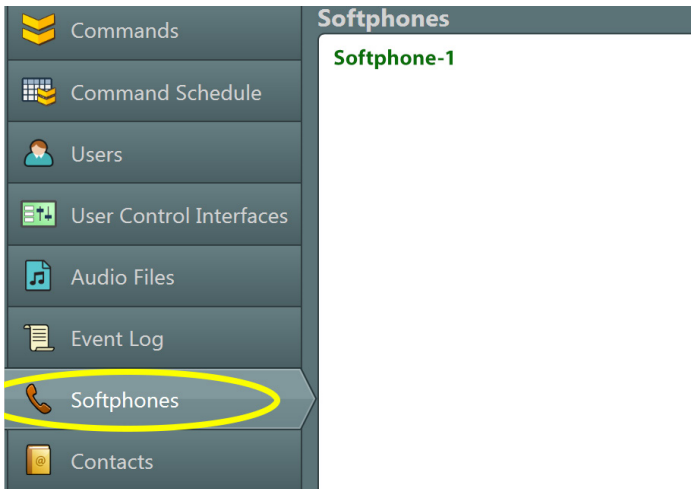 Commands
Command Schedule
Users
User Control Interfaces
Audio Files
Event Log
Softphones
Contacts
Softphones
Softphone-1